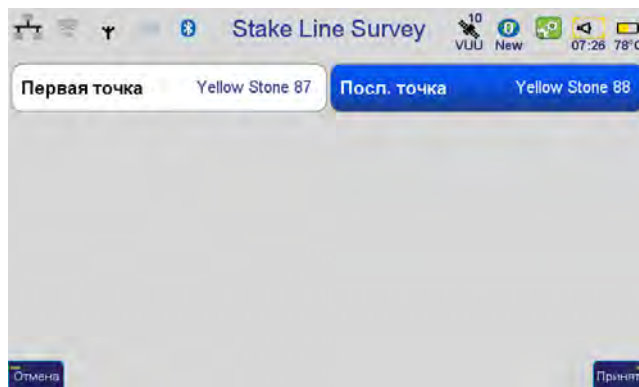 Stake Line Survey
10
VUU
New
07:26
78°C
Первая точка
Yellow Stone 87
Посл. точка
Yellow Stone 88
Отмена
Принят